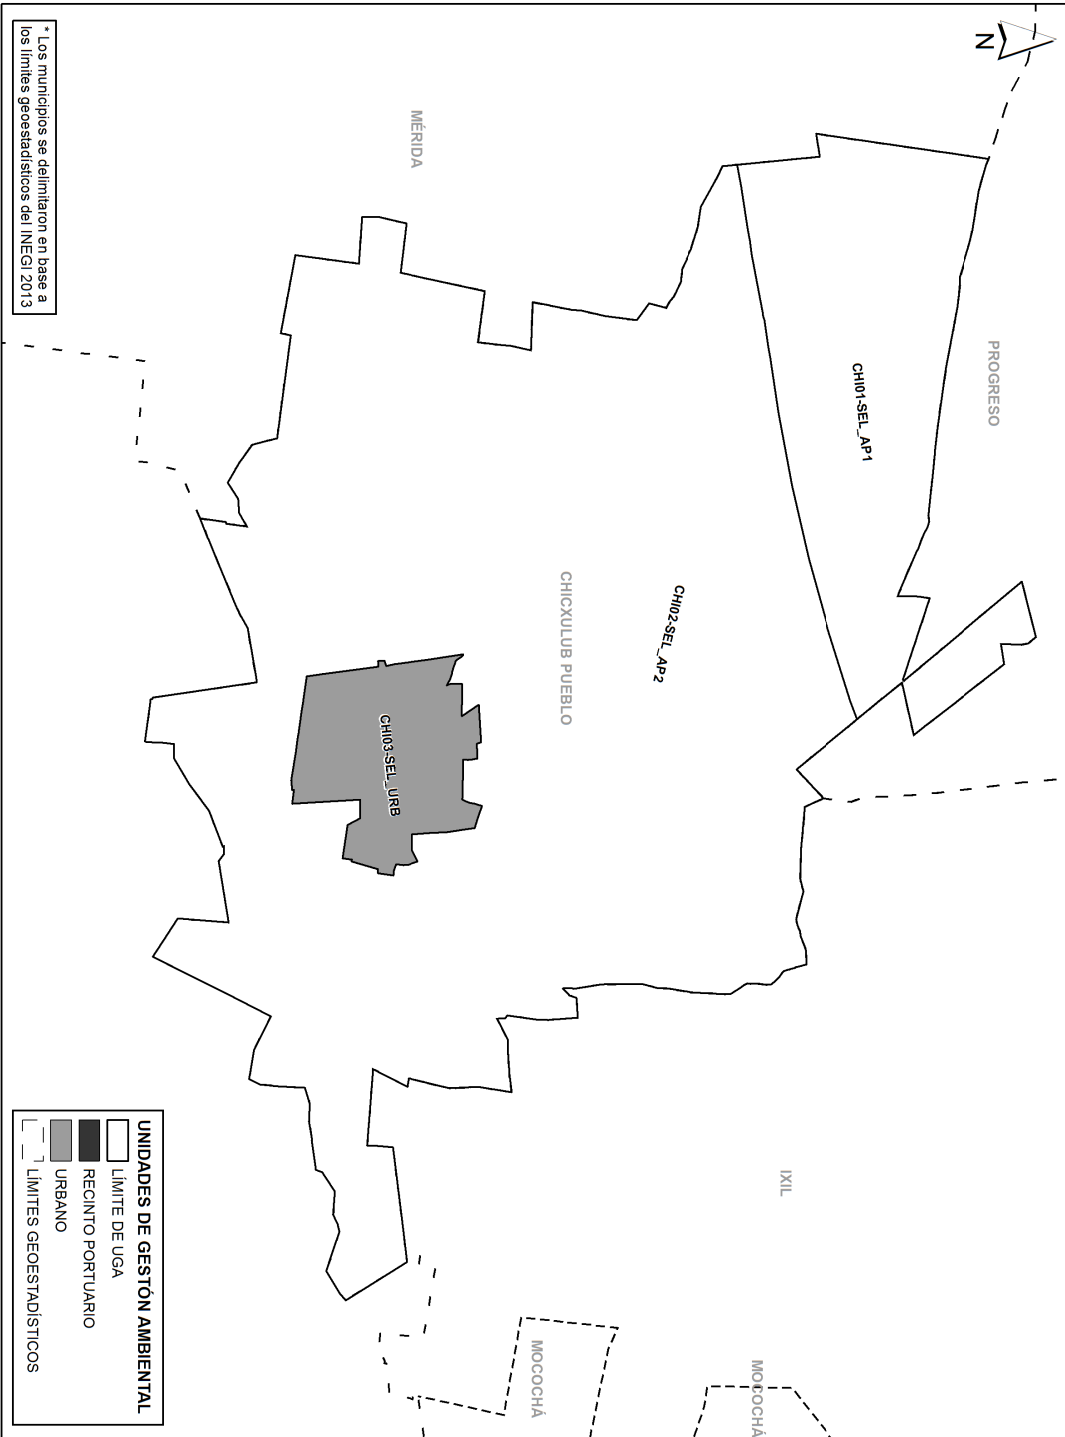 N
PROGRESO
CHI01-SEL_AP1
CHI02-SEL_AP2
CHICXULUB PUEBLO
MÉRIDA
CHI03-SEL_URB
IXIL
MOCOCHÁ
MOCOCHÁ
* Los municipios se delimitaron en base a
los límites geoestadísticos del INEGI 2013
UNIDADES DE GESTÓN AMBIENTAL
LÍMITE DE UGA
RECINTO PORTUARIO
URBANO
LÍMITES GEOESTADÍSTICOS